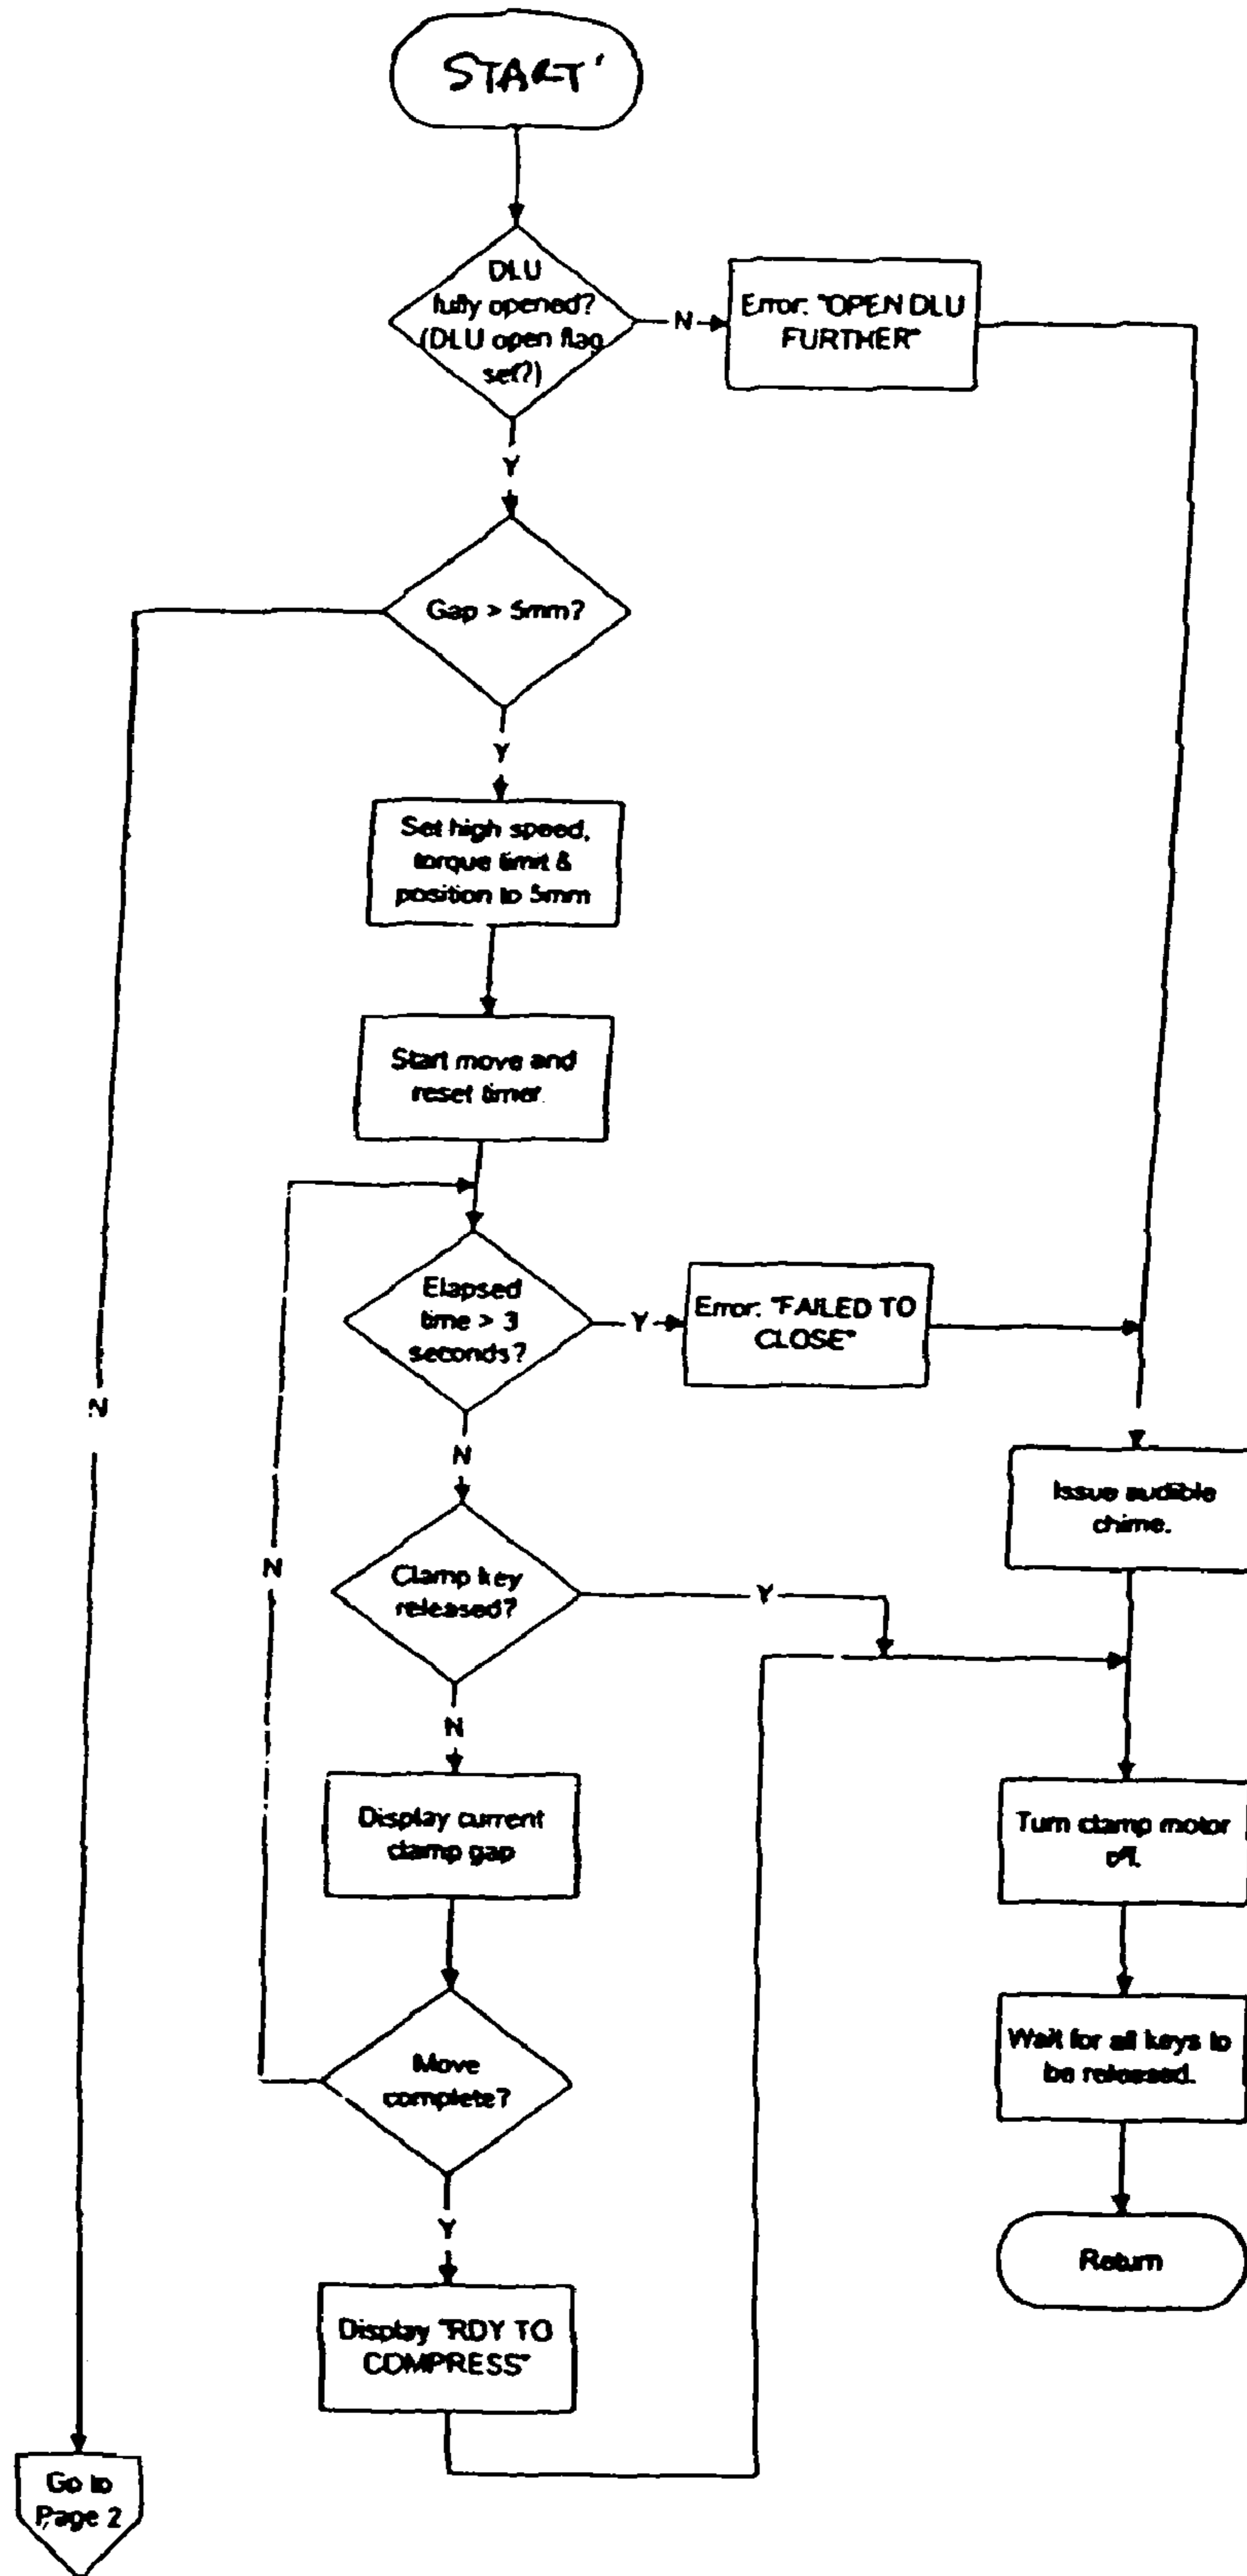 START
DLU
fully opened?
(DLU open flag
set?)
N
Error: "OPEN DLU
FURTHER"
Y
Gap > 5mm?
Y
Set high speed,
torque limit &
position to 5mm
Start move and
reset timer.
Elapsed
time > 3
seconds?
Y
Error: "FAILED TO
CLOSE"
N
N
Issue audible
chime.
N
Clamp key
released?
Y
N
Display current
clamp gap
Turn clamp motor
off.
Move
complete?
Wait for all keys to
be released.
Y
Return
Display "RDY TO
COMPRESS"
Go to
Page 2